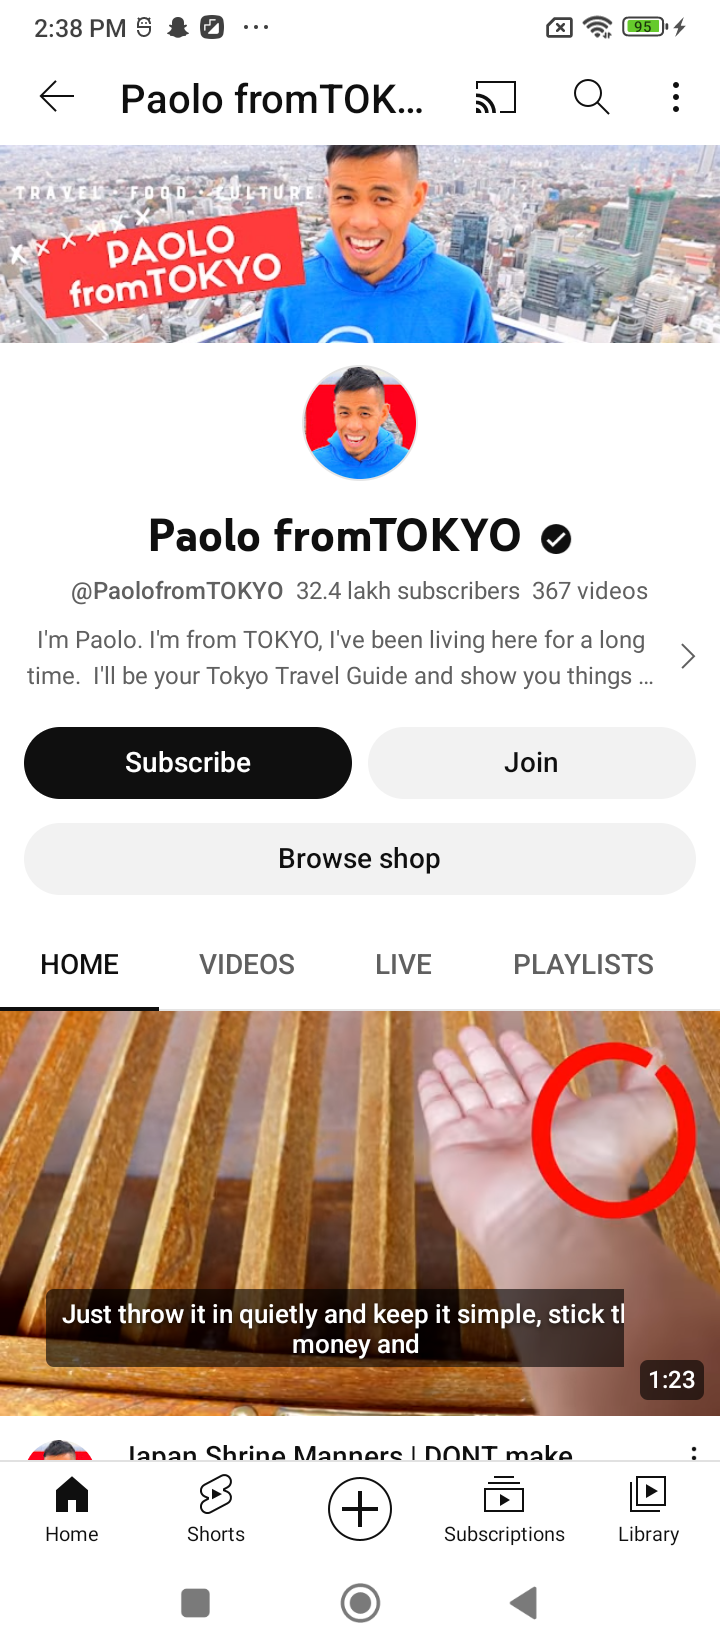 2:38 PM
95
Paolo fromTOK...
TRAVEL · FOOD · CULTURE
PAOLO
fromTOKYO
Paolo fromTOKYO
@PaolofromTOKYO 32.4 lakh subscribers 367 videos
I'm Paolo. I'm from TOKYO, I've been living here for a long
time. I'll be your Tokyo Travel Guide and show you things ...
Subscribe
Join
Browse shop
HOME
VIDEOS
LIVE
PLAYLISTS
Just throw it in quietly and keep it simple, stick
money and
1:23
Japan Shrine Manners | DONT make
Home
Shorts
Subscriptions
Library